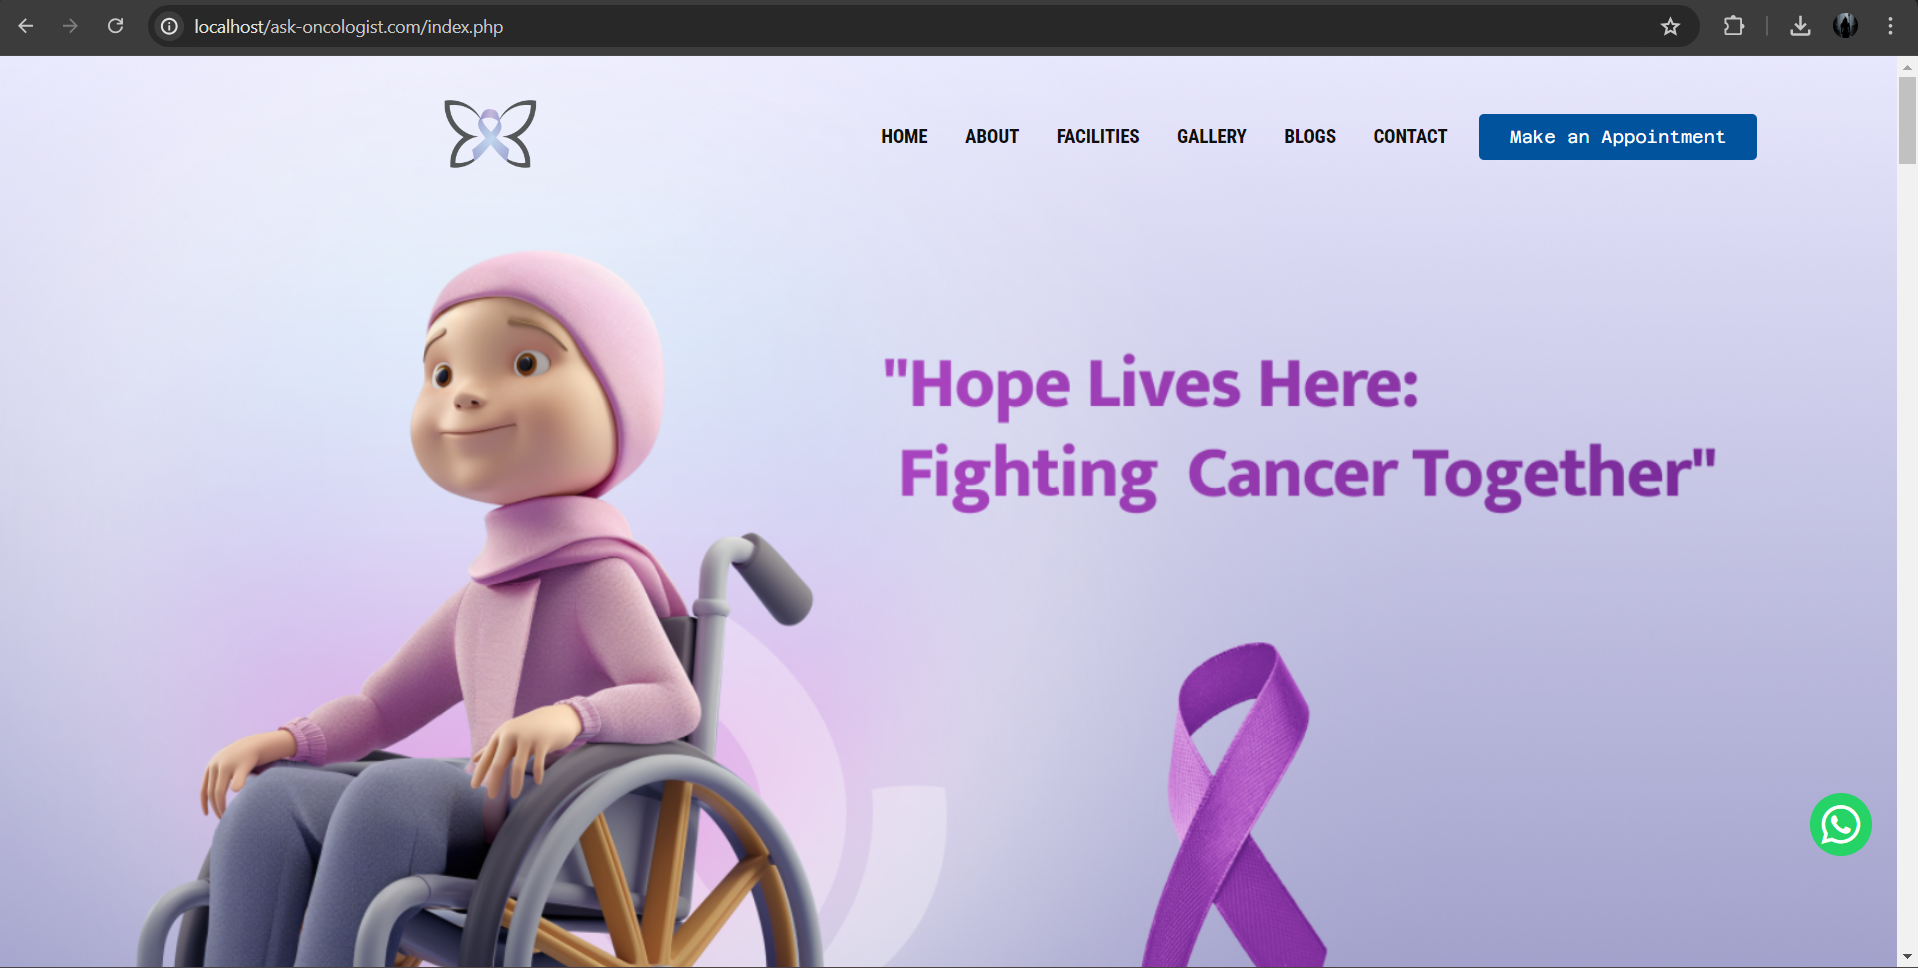 localhost/ask-oncologist.com/index.php
HOME ABOUT FACILITIES GALLERY BLOGS CONTACT Make an Appointment
"Hope Lives Here:
Fighting Cancer Together"